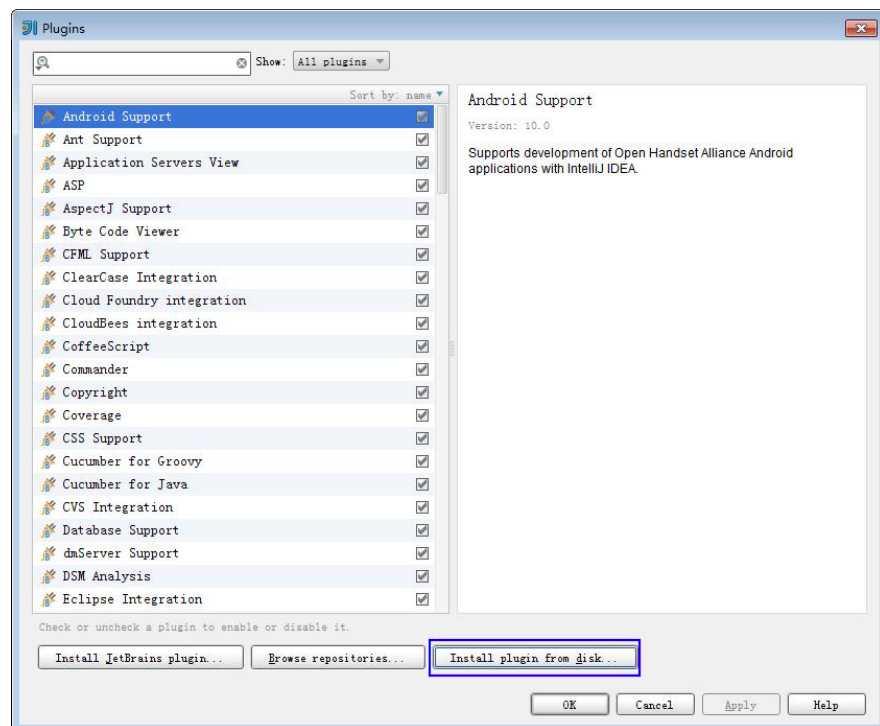 Plugins
Show: All plugins
Sort by: name
Android Support
Ant Support
Application Servers View
ASP
AspectJ Support
Byte Code Viewer
CFML Support
ClearCase Integration
Cloud Foundry integration
CloudBees integration
CoffeeScript
Commander
Copyright
Coverage
CSS Support
Cucumber for Groovy
Cucumber for Java
CVS Integration
Database Support
dmServer Support
DSM Analysis
Eclipse Integration
Android Support
Version: 10.0
Supports development of Open Handset Alliance Android
applications with IntelliJ IDEA.
Check or uncheck a plugin to enable or disable it.
Install JetBrains plugin... Browse repositories... Install plugin from disk...
OK Cancel Apply Help